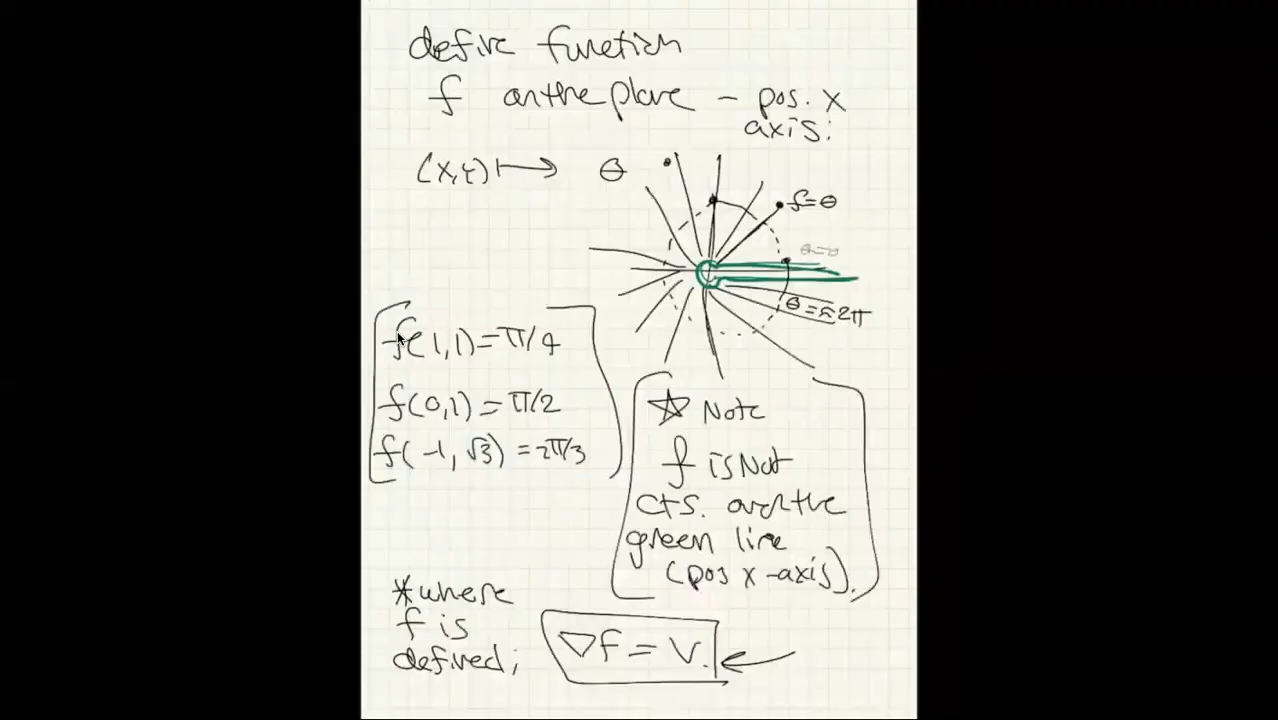 define function
f on the plane - pos. x
axis:
(x,y) ↦ θ
f=θ
θ=0
θ=≈2π
f(1,1)=π/4
f(0,1)=π/2
f(-1,√3)=2π/3
☆ Note
f is Not
cts. over the
green line
(pos x-axis).
*where
f is
defined;
∇f = V.